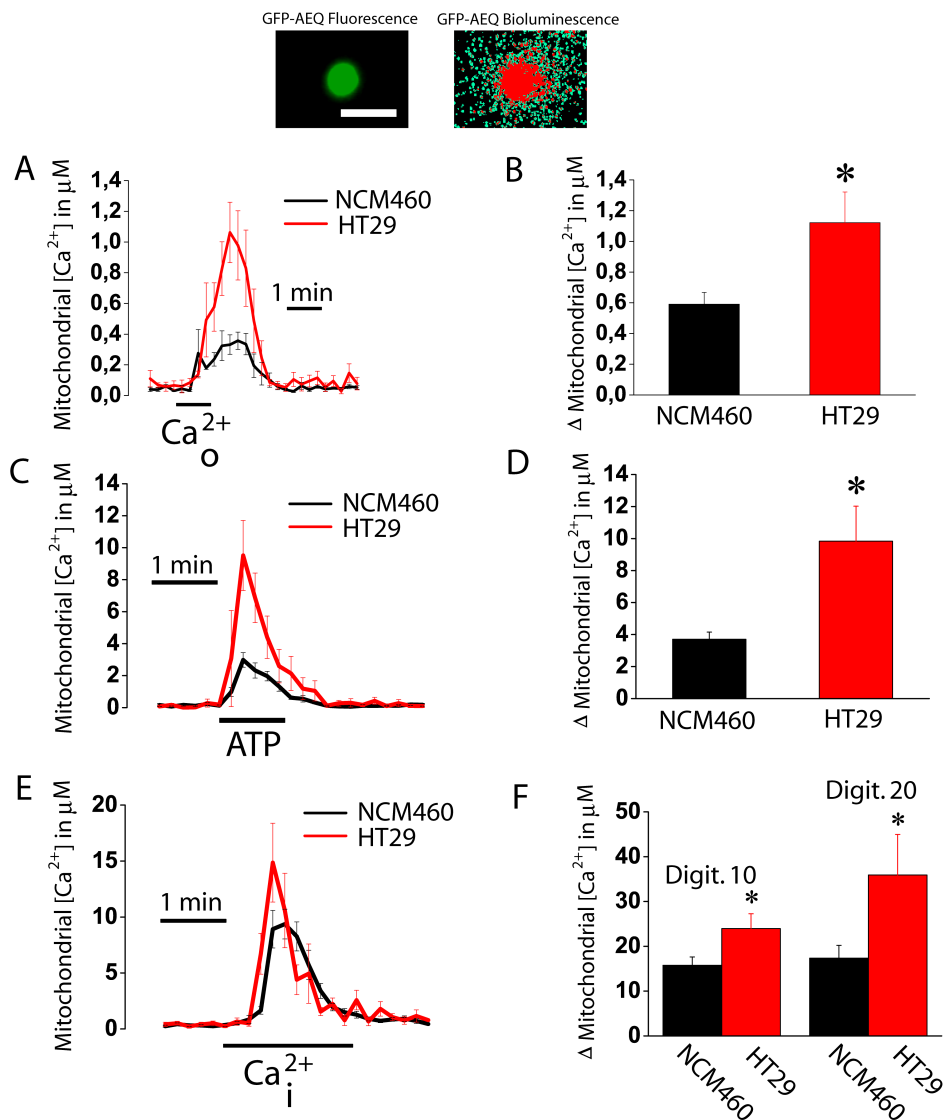 GFP-AEQ Fluorescence GFP-AEQ Bioluminescence
A
Mitochondrial [Ca2+] in μM
1,4
1,2
1,0
0,8
0,6
0,4
0,2
0,0
NCM460
HT29
1 min
Ca2+
o
B
Δ Mitochondrial [Ca2+] in μM
1,4
1,2
1,0
0,8
0,6
0,4
0,2
0,0
*
NCM460 HT29
C
Mitochondrial [Ca2+] in μM
14
12
10
8
6
4
2
0
NCM460
HT29
1 min
ATP
D
Δ Mitochondrial [Ca2+] in μM
14
12
10
8
6
4
2
0
*
NCM460 HT29
E
Mitochondrial [Ca2+] in μM
20
15
10
5
0
NCM460
HT29
1 min
Ca2+
i
F
Δ Mitochondrial [Ca2+] in μM
50
40
30
20
10
0
Digit. 20
*
Digit. 10
*
NCM460 HT29 NCM460 HT29